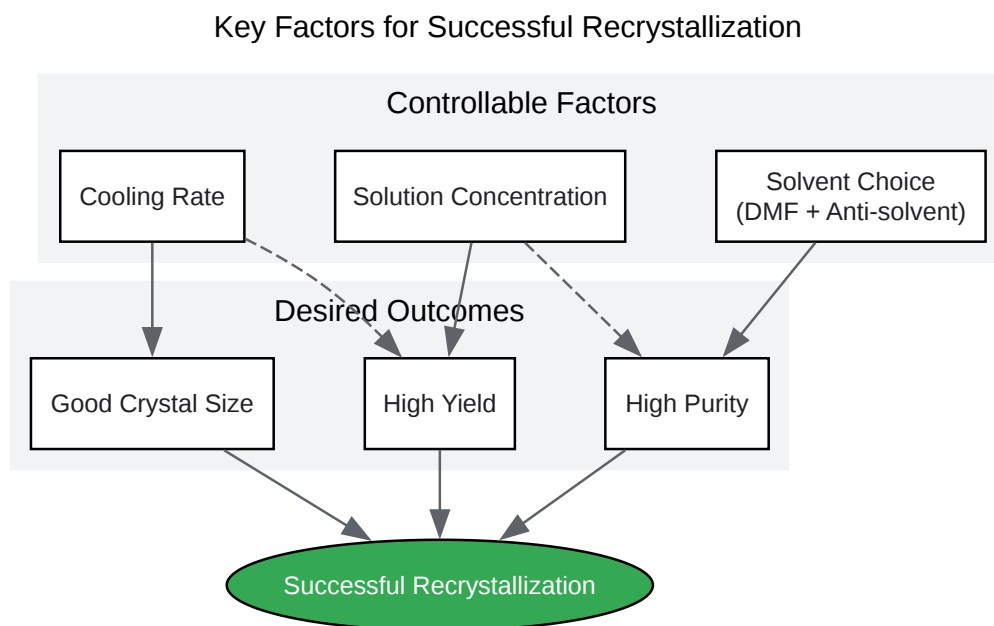 Key Factors for Successful Recrystallization
Controllable Factors
Cooling Rate
Solution Concentration
Solvent Choice
(DMF + Anti-solvent)
Desired Outcomes
Good Crystal Size
High Yield
High Purity
Successful Recrystallization